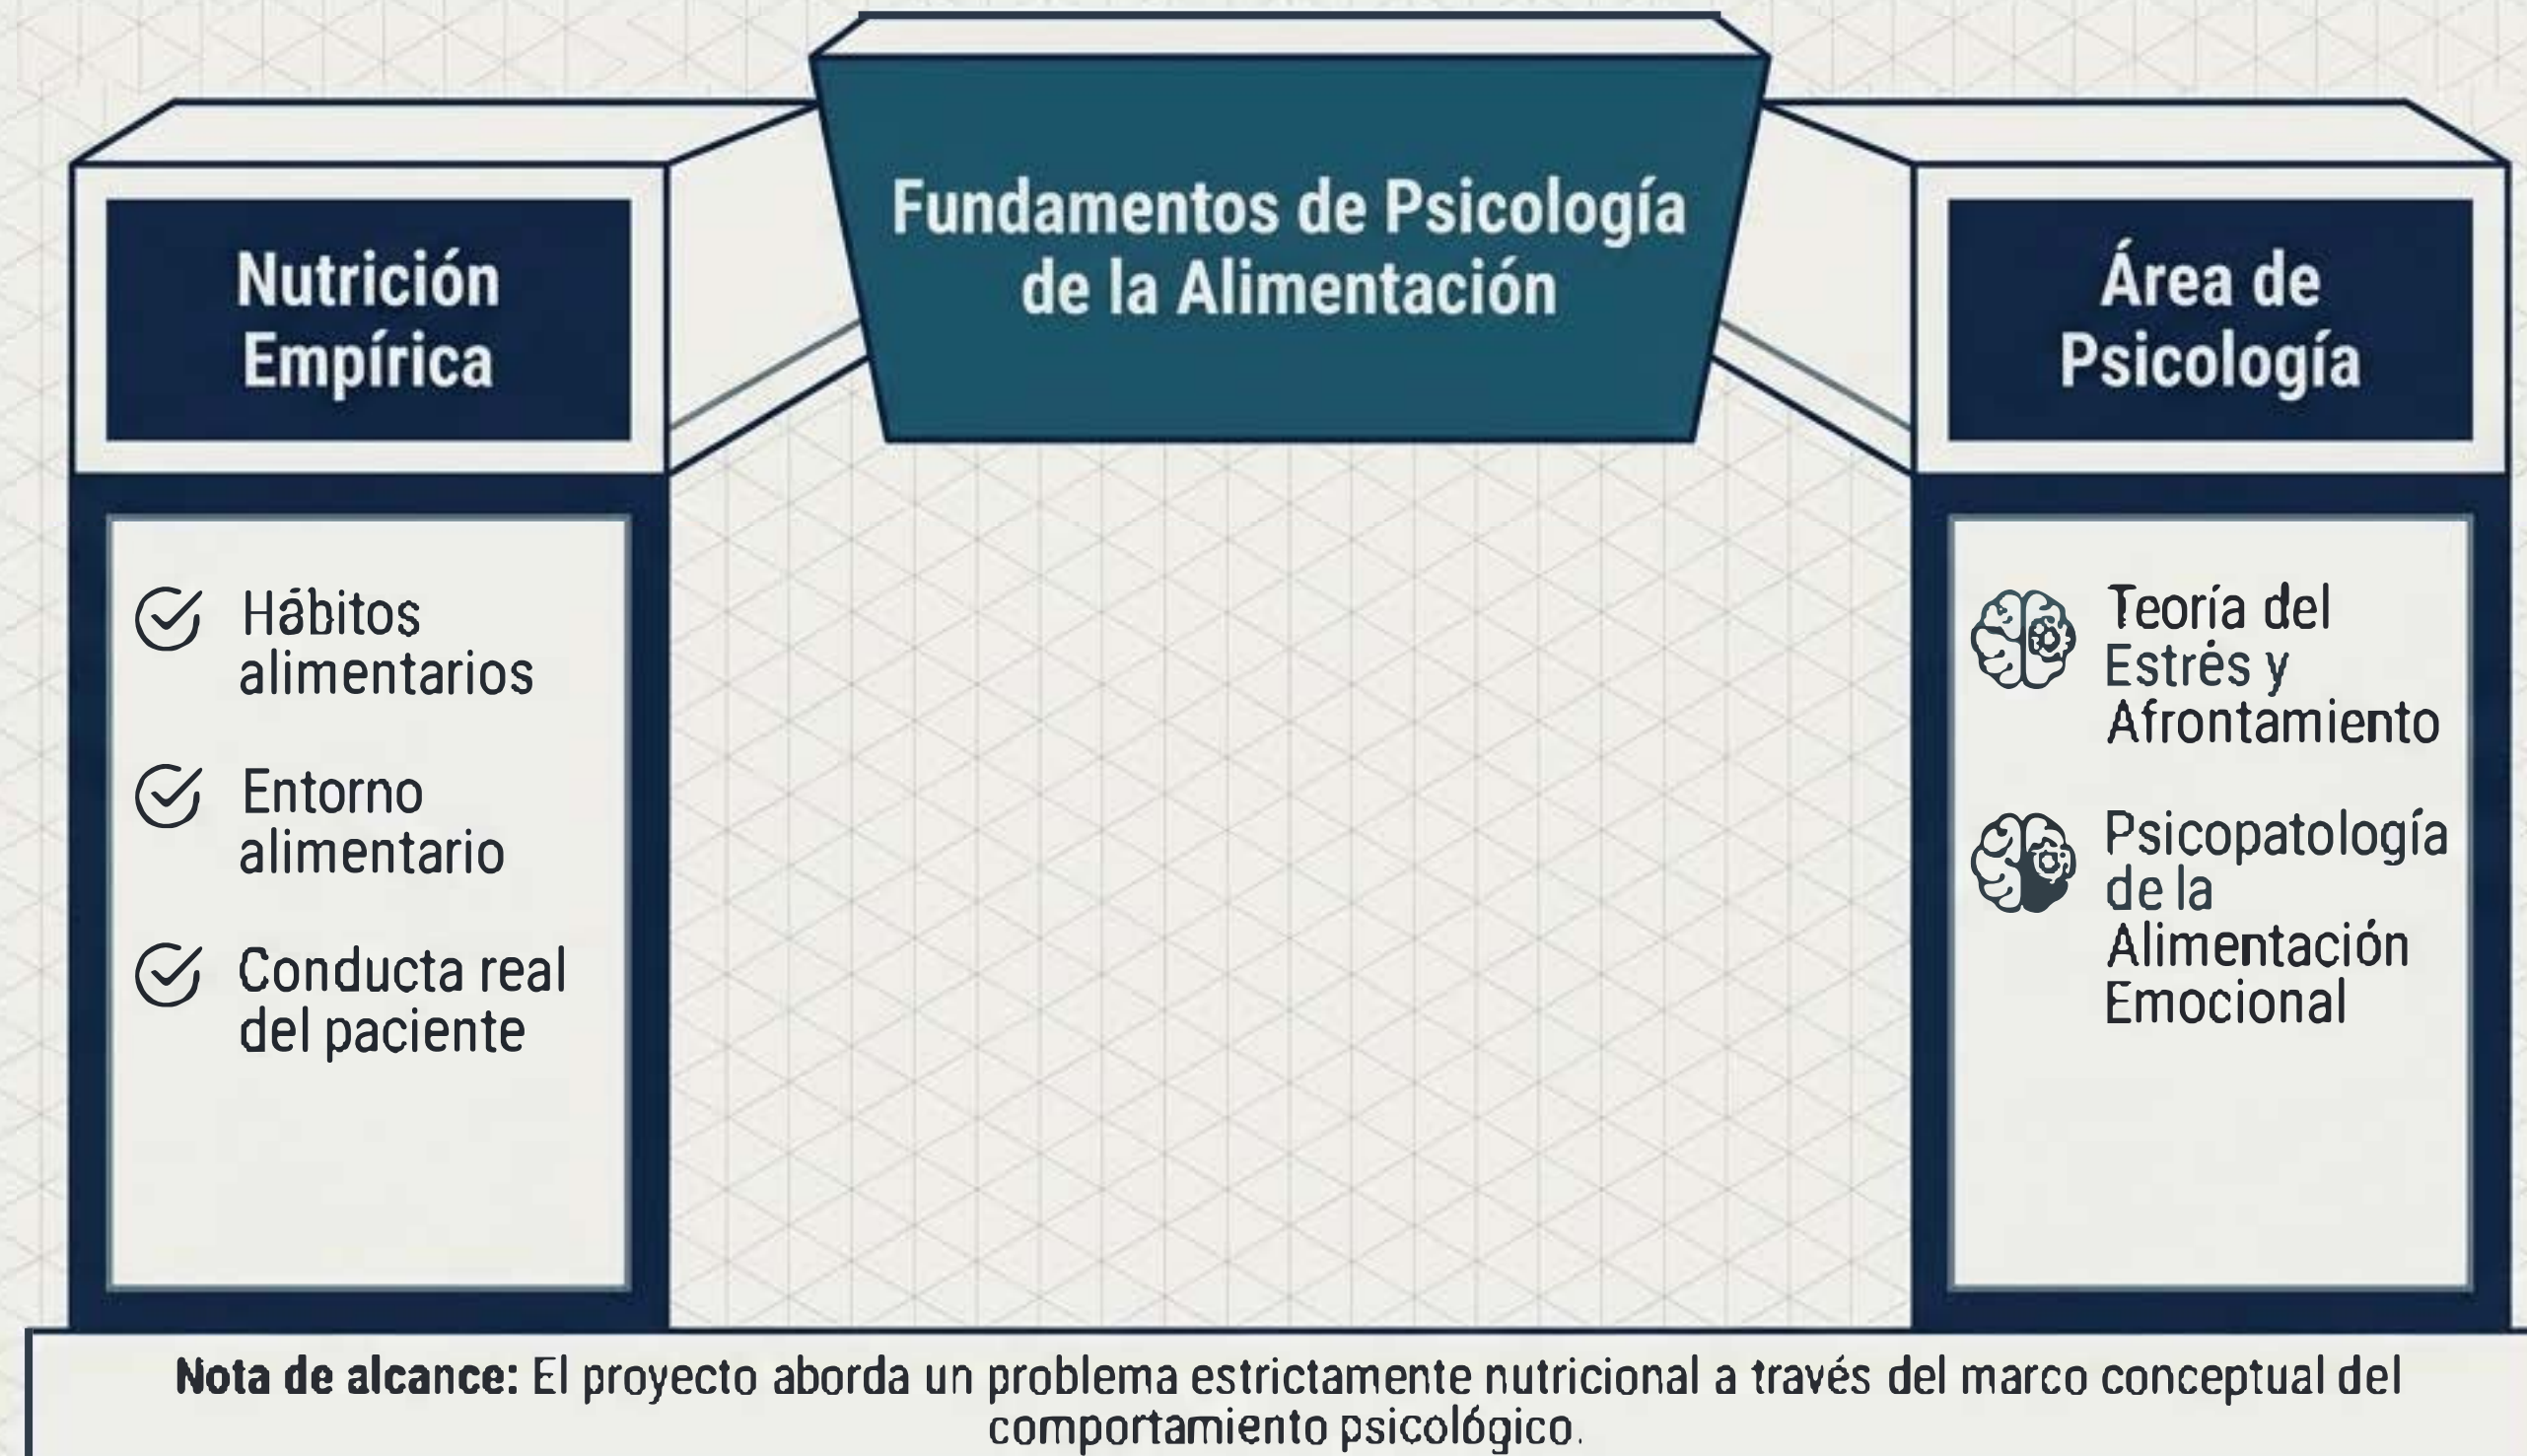 Fundamentos de Psicología
de la Alimentación
Nutrición
Empírica
Hábitos
alimentarios
Entorno
alimentario
Conducta real
del paciente
Área de
Psicología
Teoría del
Estrés y
Afrontamiento
Psicopatología
de la
Alimentación
Emocional
Nota de alcance: El proyecto aborda un problema estrictamente nutricional a través del marco conceptual del
comportamiento psicológico.